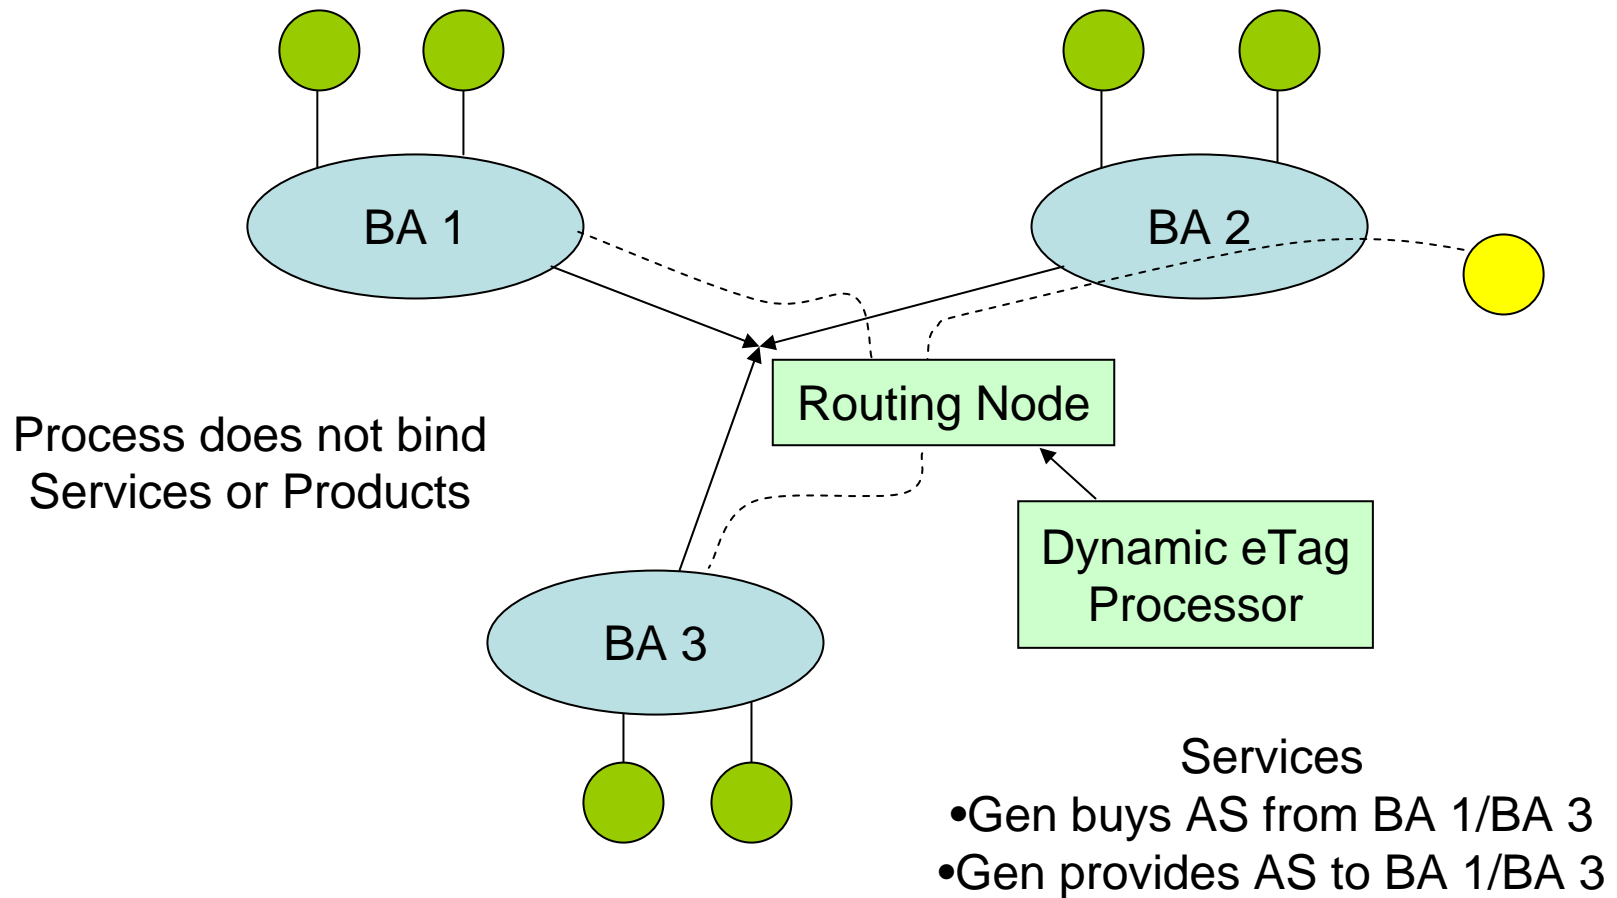 BA 1
BA 2
Routing Node
Process does not bind
Services or Products
Dynamic eTag
Processor
BA 3
Services
•Gen buys AS from BA 1/BA 3
•Gen provides AS to BA 1/BA 3